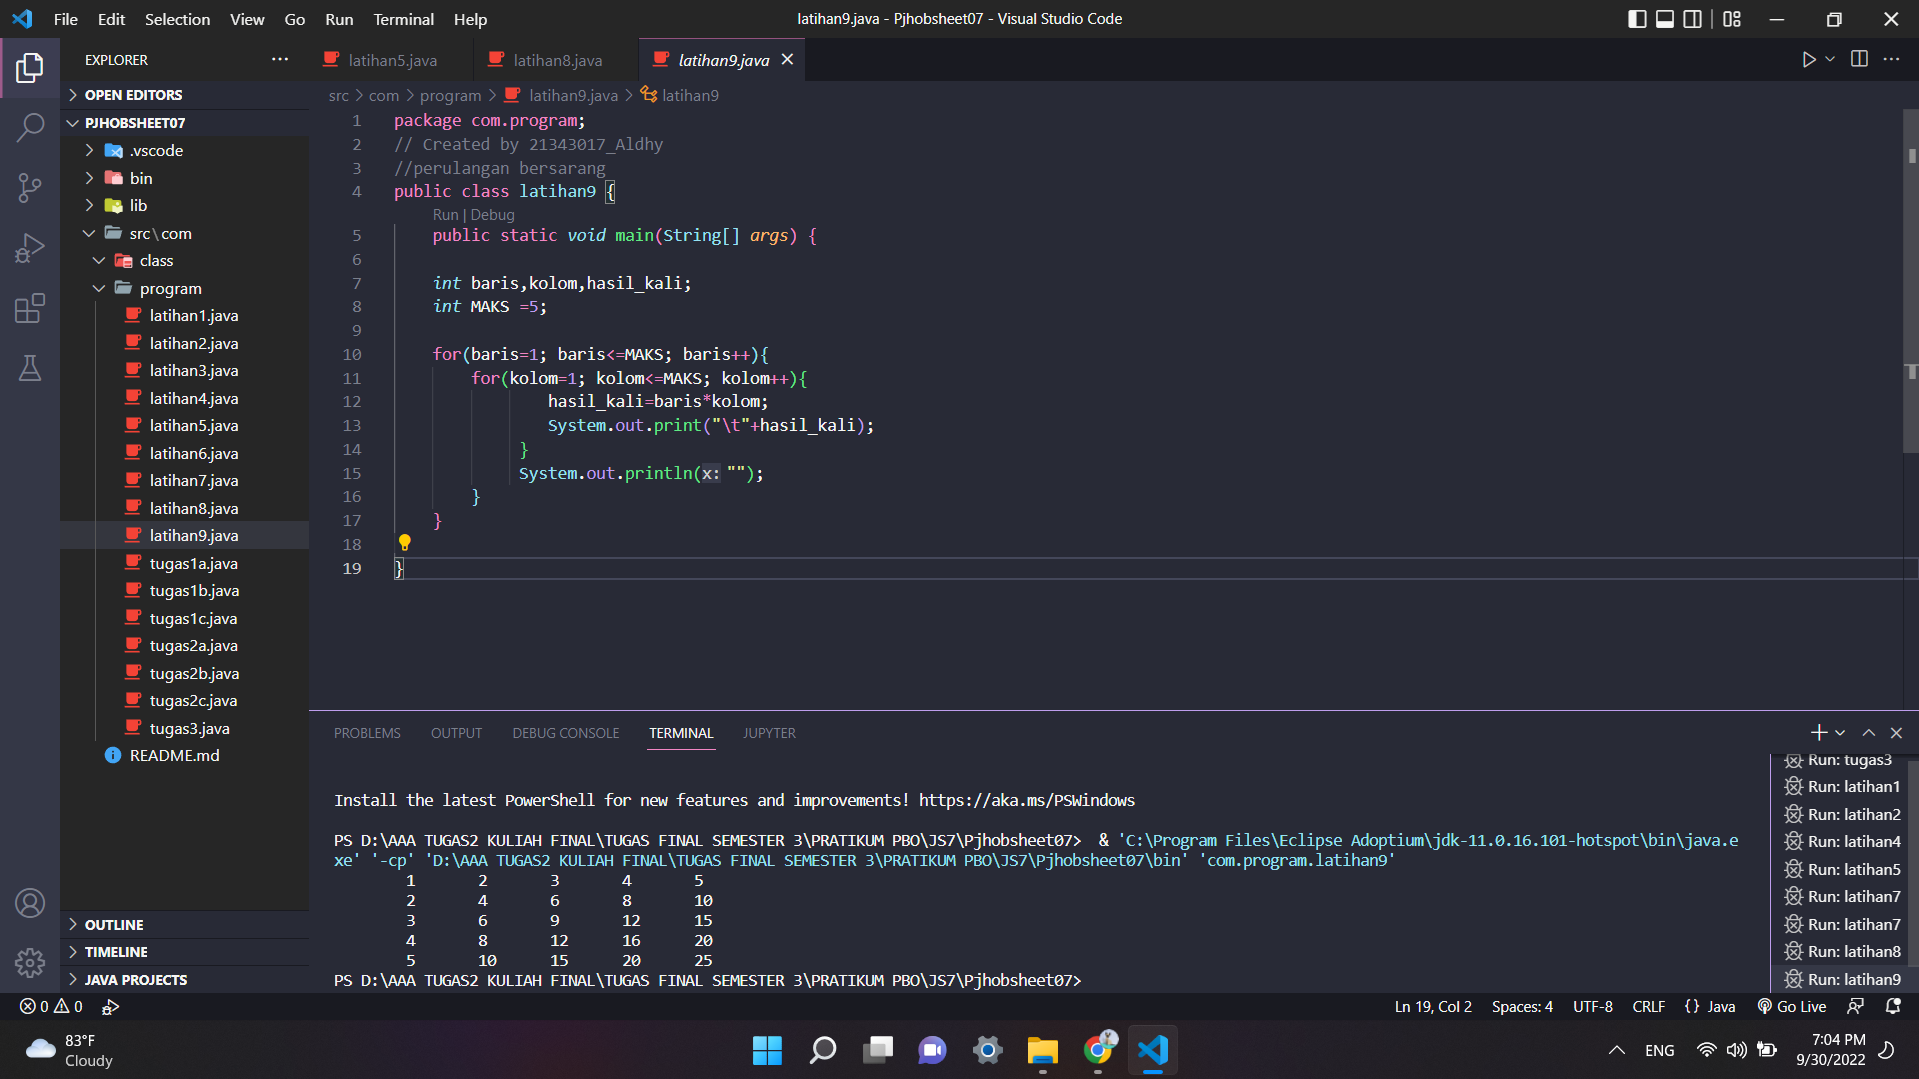 File Edit Selection View Go Run Terminal Help
latihan9.java - Pjhobsheet07 - Visual Studio Code
EXPLORER
latihan5.java
latihan8.java
latihan9.java
OPEN EDITORS
PJHOBSHEET07
.vscode
bin
lib
src\com
class
program
latihan1.java
latihan2.java
latihan3.java
latihan4.java
latihan5.java
latihan6.java
latihan7.java
latihan8.java
latihan9.java
tugas1a.java
tugas1b.java
tugas1c.java
tugas2a.java
tugas2b.java
tugas2c.java
tugas3.java
README.md
OUTLINE
TIMELINE
JAVA PROJECTS
src > com > program > latihan9.java > latihan9
1 package com.program;
2 // Created by 21343017_Aldhy
3 //perulangan bersarang
4 public class latihan9 {
Run | Debug
5 public static void main(String[] args) {
6
7 int baris,kolom,hasil_kali;
8 int MAKS =5;
9
10 for(baris=1; baris<=MAKS; baris++){
11 for(kolom=1; kolom<=MAKS; kolom++){
12 hasil_kali=baris*kolom;
13 System.out.print("\t"+hasil_kali);
14 }
15 System.out.println(x: "");
16 }
17 }
18
19 }
PROBLEMS OUTPUT DEBUG CONSOLE TERMINAL JUPYTER
Install the latest PowerShell for new features and improvements! https://aka.ms/PSWindows
PS D:\AAA TUGAS2 KULIAH FINAL\TUGAS FINAL SEMESTER 3\PRATIKUM PBO\JS7\Pjhobsheet07> & 'C:\Program Files\Eclipse Adoptium\jdk-11.0.16.101-hotspot\bin\java.e
xe' '-cp' 'D:\AAA TUGAS2 KULIAH FINAL\TUGAS FINAL SEMESTER 3\PRATIKUM PBO\JS7\Pjhobsheet07\bin' 'com.program.latihan9'
1 2 3 4 5
2 4 6 8 10
3 6 9 12 15
4 8 12 16 20
5 10 15 20 25
PS D:\AAA TUGAS2 KULIAH FINAL\TUGAS FINAL SEMESTER 3\PRATIKUM PBO\JS7\Pjhobsheet07>
Run: tugas3
Run: latihan1
Run: latihan2
Run: latihan4
Run: latihan5
Run: latihan7
Run: latihan7
Run: latihan8
Run: latihan9
0 0
Ln 19, Col 2 Spaces: 4 UTF-8 CRLF {} Java Go Live
83°F
Cloudy
ENG
7:04 PM
9/30/2022